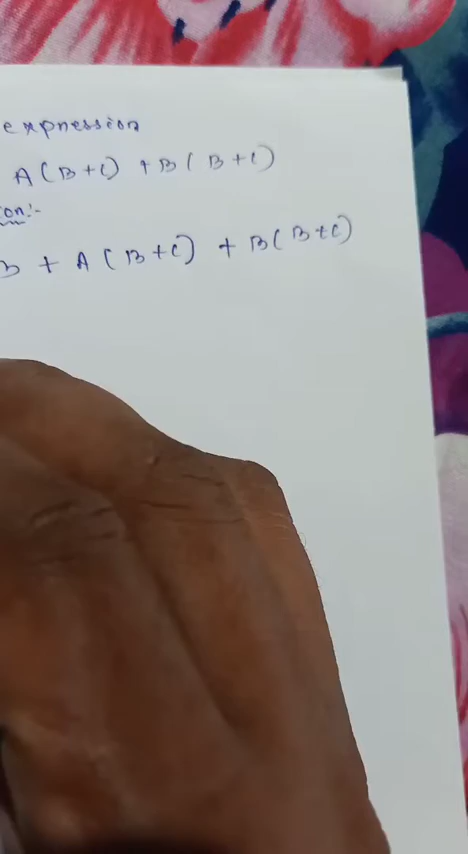 expression
A(B+C) + B(B+C)
on:-
B + A(B+C) + B(B+C)